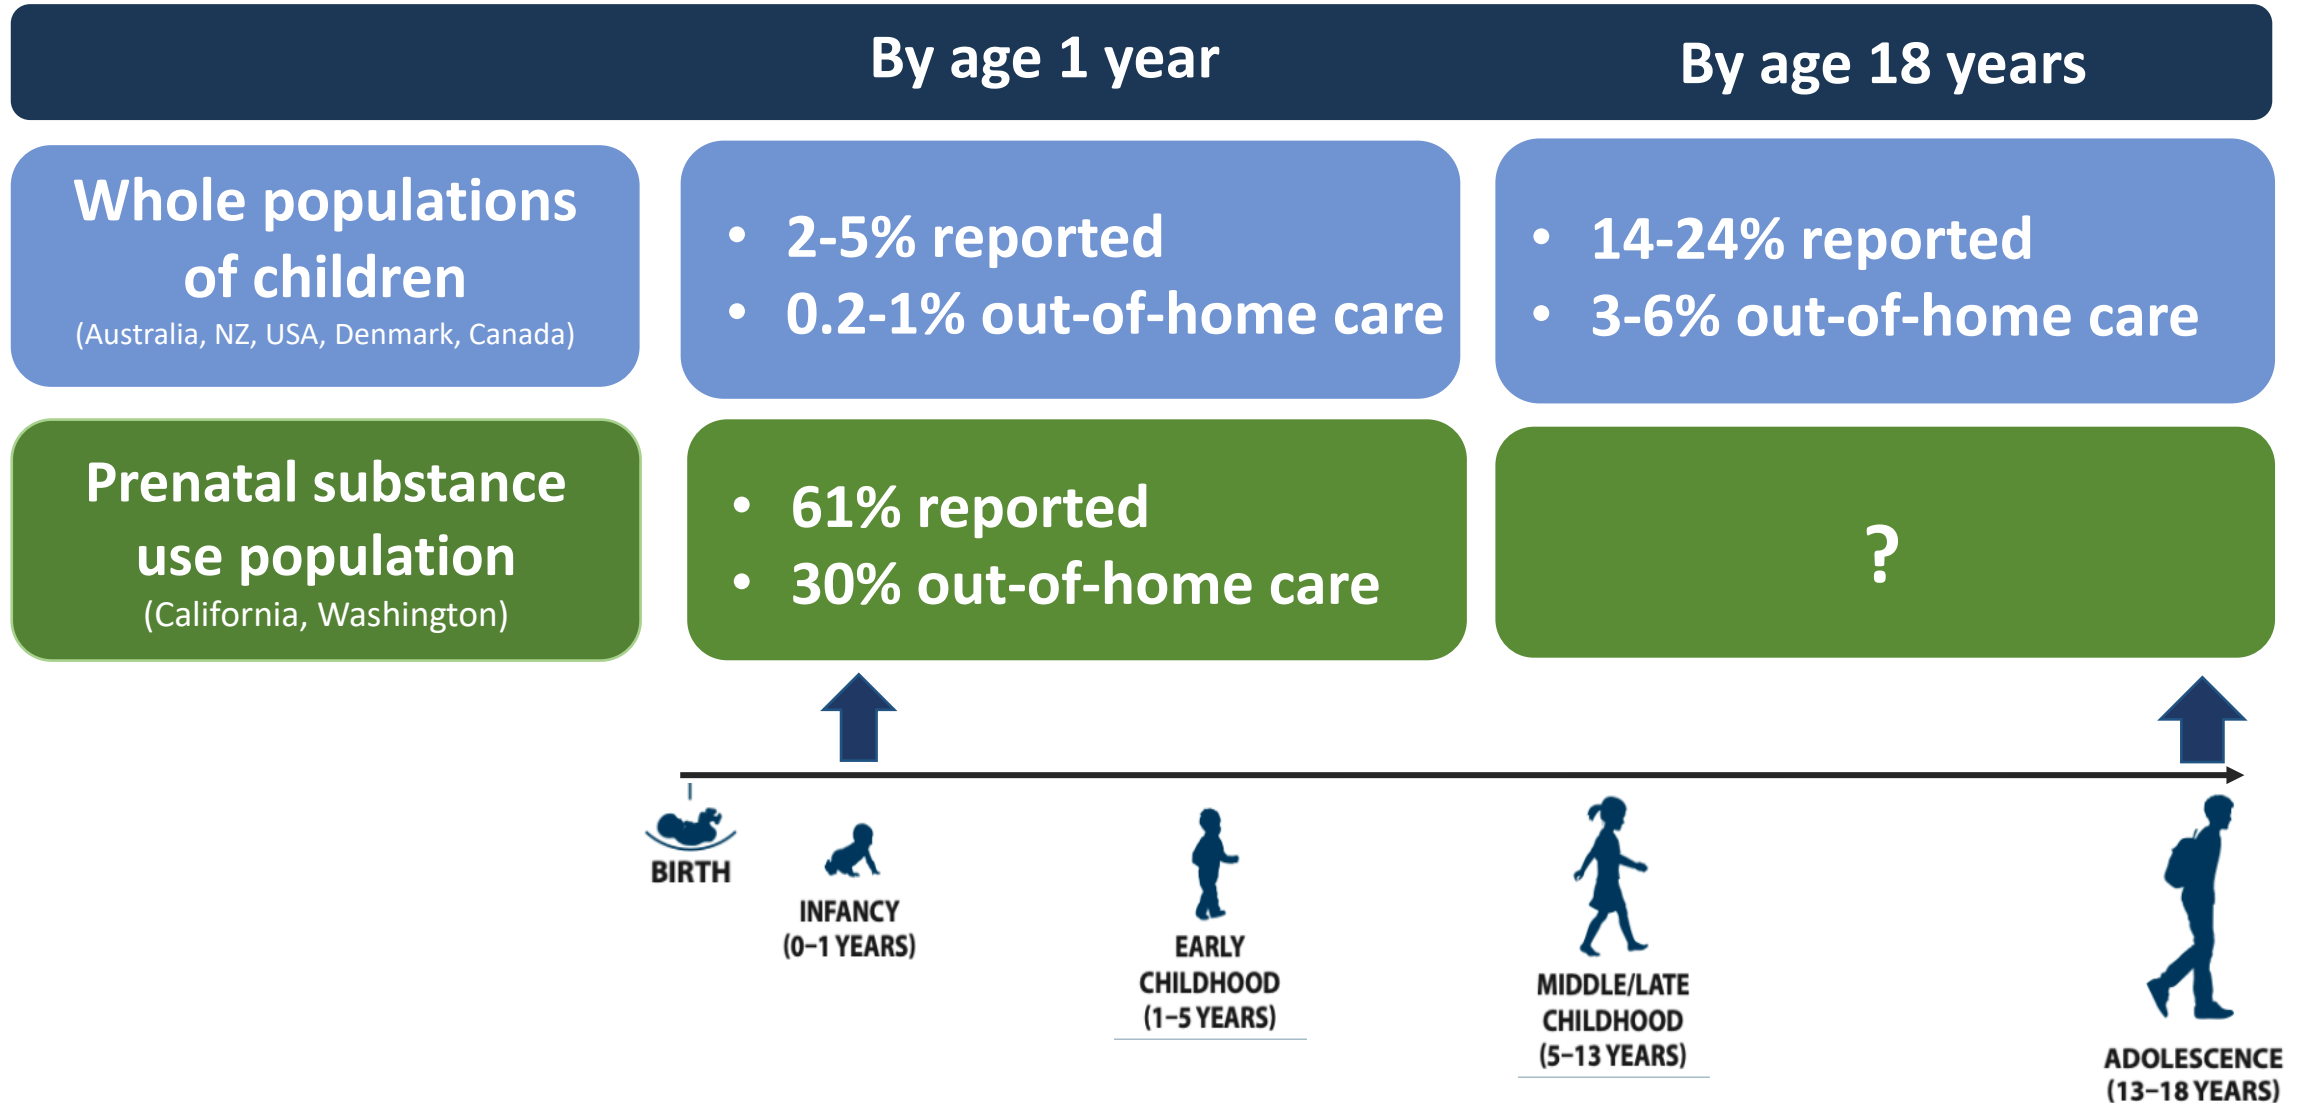 By age 1 year
By age 18 years
Whole populations
of children
(Australia, NZ, USA, Denmark, Canada)
• 2-5% reported
• 0.2-1% out-of-home care
• 14-24% reported
• 3-6% out-of-home care
Prenatal substance
use population
(California, Washington)
• 61% reported
• 30% out-of-home care
?
BIRTH
INFANCY
(0–1 YEARS)
EARLY
CHILDHOOD
(1–5 YEARS)
MIDDLE/LATE
CHILDHOOD
(5–13 YEARS)
ADOLESCENCE
(13–18 YEARS)